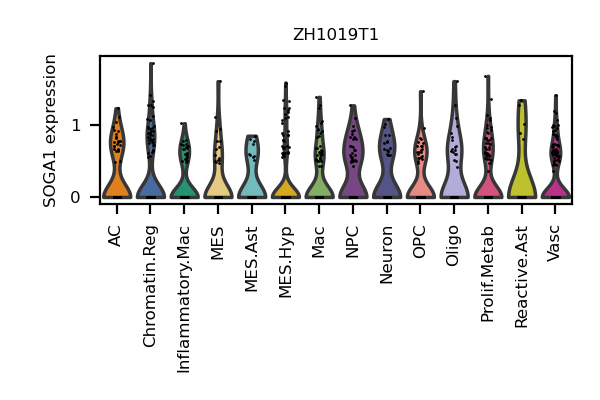 ZH1019T1
SOGA1 expression
1
0
AC
Chromatin.Reg
Inflammatory.Mac
MES
MES.Ast
MES.Hyp
Mac
NPC
Neuron
OPC
Oligo
Prolif.Metab
Reactive.Ast
Vasc